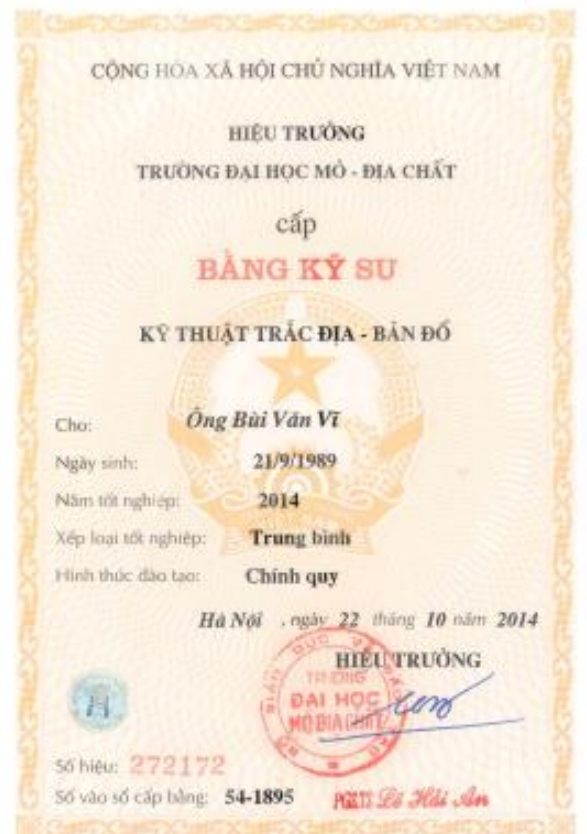 CỘNG HÒA XÃ HỘI CHỦ NGHĨA VIỆT NAM
HIỆU TRƯỞNG
TRƯỜNG ĐẠI HỌC MỎ - ĐỊA CHẤT
cấp
BẰNG KỸ SƯ
KỸ THUẬT TRẮC ĐỊA - BẢN ĐỒ
Cho: Ông Bùi Văn Vĩ
Ngày sinh: 21/9/1989
Năm tốt nghiệp: 2014
Xếp loại tốt nghiệp: Trung bình
Hình thức đào tạo: Chính quy
Hà Nội , ngày 22 tháng 10 năm 2014
HIỆU TRƯỞNG
TRƯỜNG
ĐẠI HỌC
MỎ ĐỊA CHẤT
Số hiệu: 272172
Số vào sổ cấp bằng: 54-1895
PGS.TS Lê Hải An